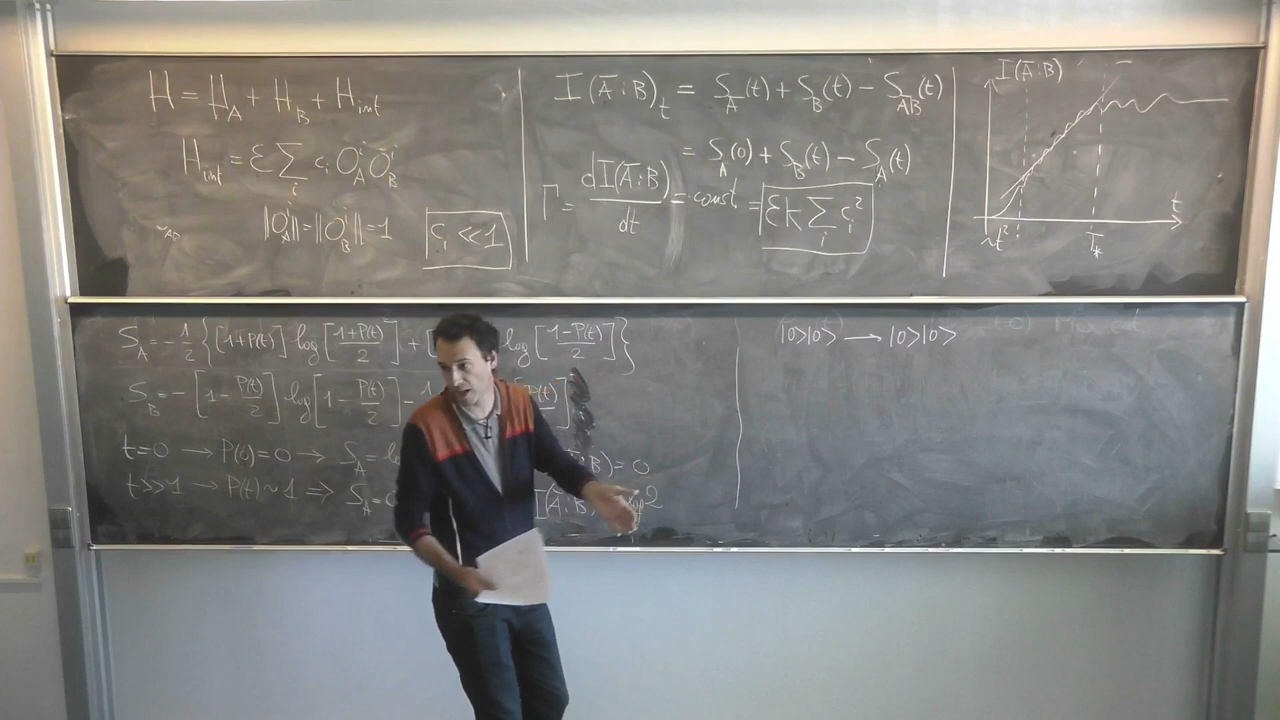 H = H_A + H_B + H_int
H_int = ε Σ_i c_i O_A^i O_B^i
||O_A^i|| = ||O_B^i|| = 1
c_i ≪ 1
I(Ā:B)_t = S_A(t) + S_B(t) − S_AB(t)
= S_A(0) + S_B(t) − S_A(t)
Γ = dI(Ā:B)/dt = const = ε k Σ_i c_i^2
I(Ā:B)
t
~t^2
T_*
S_A = −1/2 {[1+P(t)] log[(1+P(t))/2] + [ log[(1−P(t))/2]}
S_B = −[1 − P(t)/2] log[1 − P(t)/2] −
t=0 → P(0)=0 → S_A
:B) = 0
t≫1 → P(t)~1 ⇒ S_A
I(Ā:B)
2
|0>|0> → |0>|0>